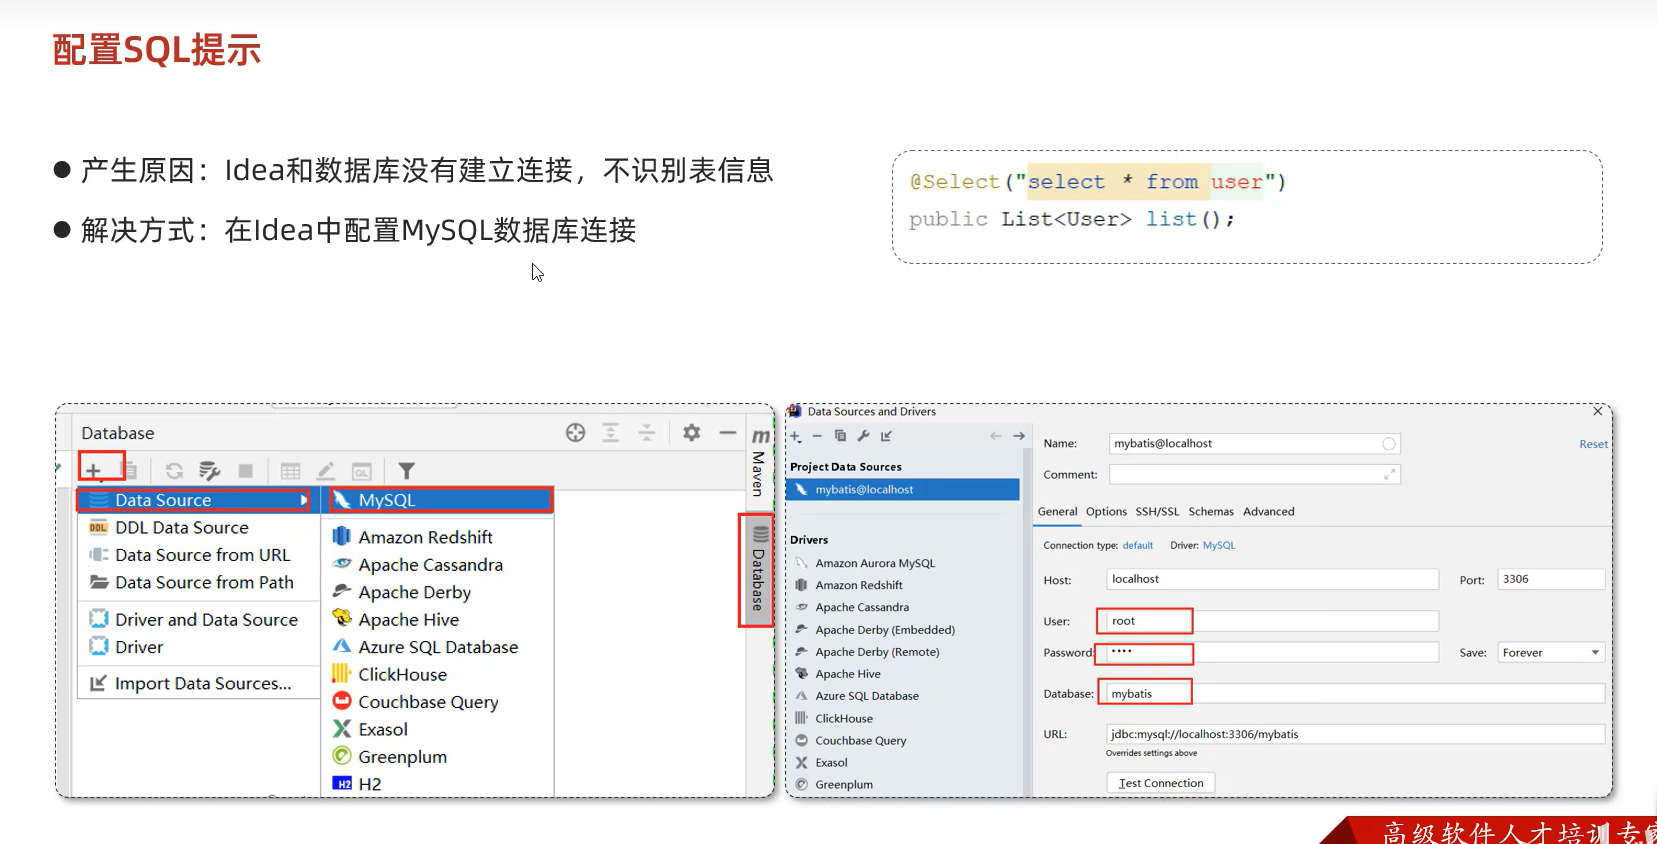 配置SQL提示
● 产生原因：Idea和数据库没有建立连接，不识别表信息
● 解决方式：在Idea中配置MySQL数据库连接
@Select("select * from user")
public List<User> list();
Database
Data Source
DDL Data Source
Data Source from URL
Data Source from Path
Driver and Data Source
Driver
Import Data Sources...
MySQL
Amazon Redshift
Apache Cassandra
Apache Derby
Apache Hive
Azure SQL Database
ClickHouse
Couchbase Query
Exasol
Greenplum
H2
Maven
Database
Data Sources and Drivers
Project Data Sources
mybatis@localhost
Drivers
Amazon Aurora MySQL
Amazon Redshift
Apache Cassandra
Apache Derby (Embedded)
Apache Derby (Remote)
Apache Hive
Azure SQL Database
ClickHouse
Couchbase Query
Exasol
Greenplum
Name: mybatis@localhost
Reset
Comment:
General Options SSH/SSL Schemas Advanced
Connection type: default Driver: MySQL
Host: localhost Port: 3306
User: root
Password: •••• Save: Forever
Database: mybatis
URL: jdbc:mysql://localhost:3306/mybatis
Overrides settings above
Test Connection
高级软件人才培训专家